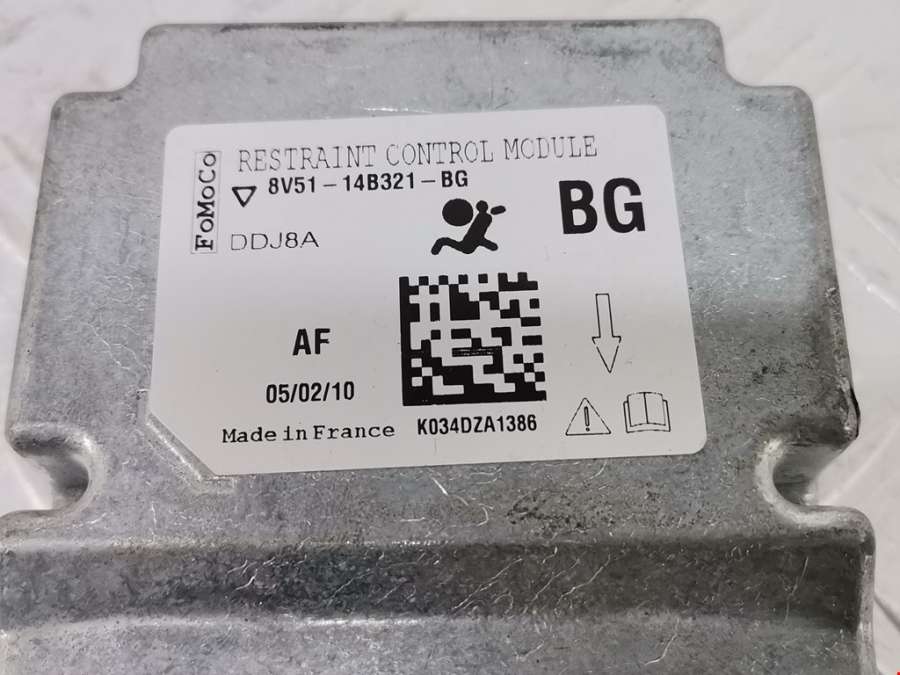 FoMoCo
RESTRAINT CONTROL MODULE
8V51-14B321-BG
BG
DDJ8A
AF
05/02/10
Made in France
K034DZA1386